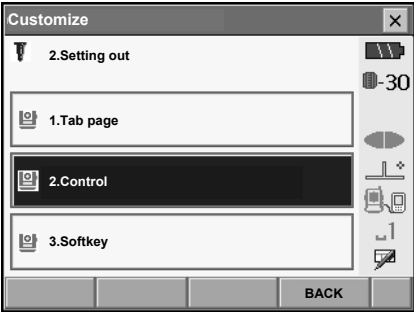 Customize
2.Setting out
-30
1.Tab page
2.Control
1
3.Softkey
BACK